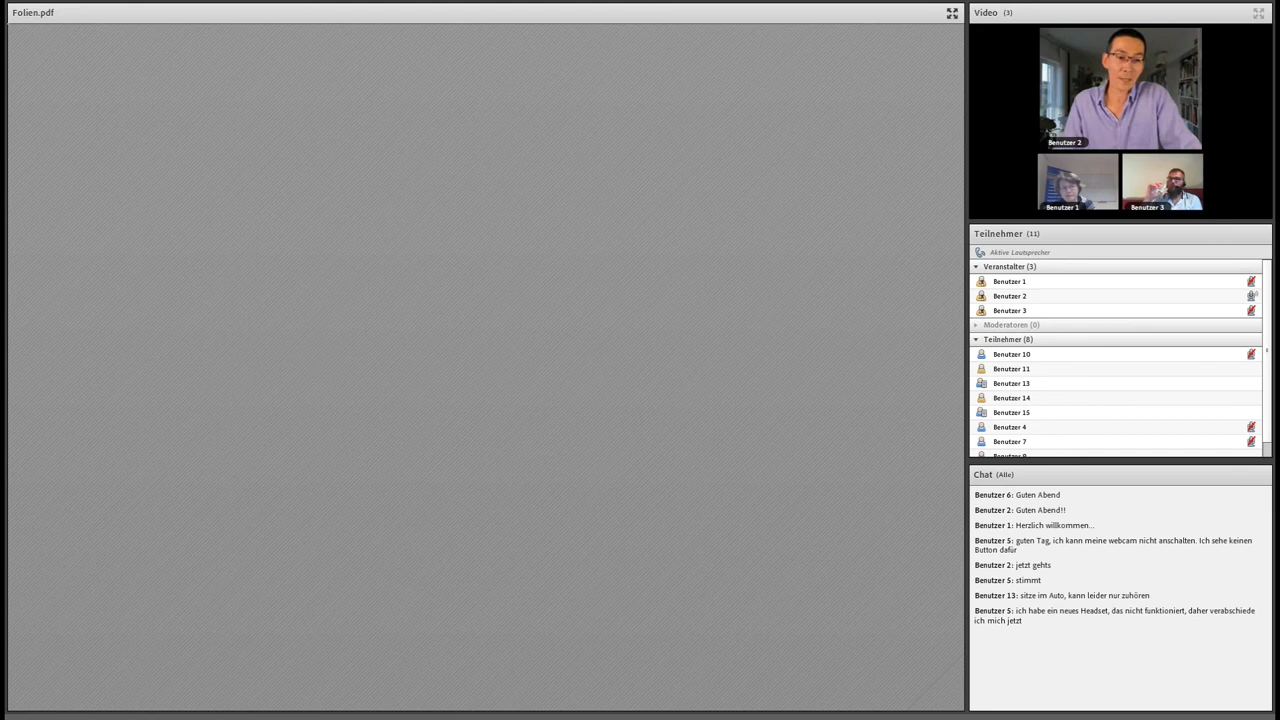 Folien.pdf
Video (3)
Benutzer 2
Benutzer 1
Benutzer 3
Teilnehmer (11)
Aktive Lautsprecher
Veranstalter (3)
Benutzer 1
Benutzer 2
Benutzer 3
Moderatoren (0)
Teilnehmer (8)
Benutzer 10
Benutzer 11
Benutzer 13
Benutzer 14
Benutzer 15
Benutzer 4
Benutzer 7
Chat (Alle)
Benutzer 6: Guten Abend
Benutzer 2: Guten Abend!!
Benutzer 1: Herzlich willkommen...
Benutzer 5: guten Tag, ich kann meine webcam nicht anschalten. Ich sehe keinen
Button dafür
Benutzer 2: jetzt gehts
Benutzer 5: stimmt
Benutzer 13: sitze im Auto, kann leider nur zuhören
Benutzer 5: ich habe ein neues Headset, das nicht funktioniert, daher verabschiede
ich mich jetzt